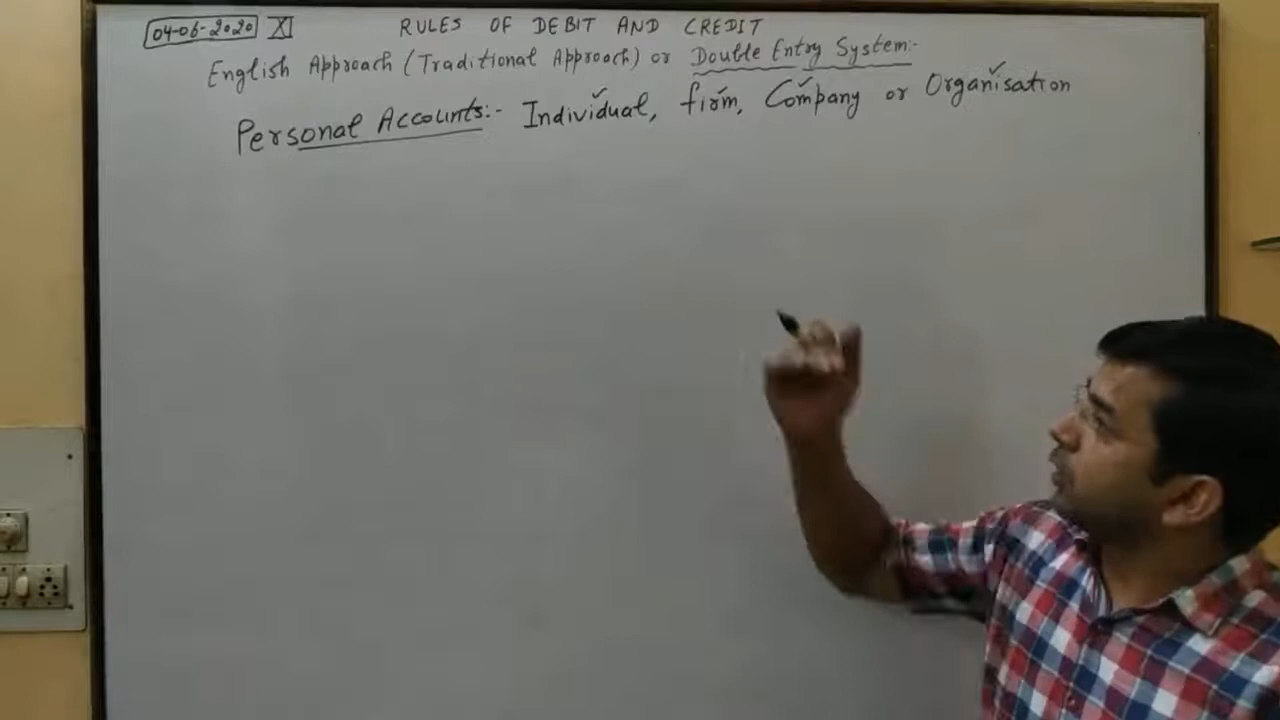 04-06-2020 XI RULES OF DEBIT AND CREDIT
English Approach (Traditional Approach) or Double Entry System:-
Personal Accounts:- Individual, firm, Company or Organisation